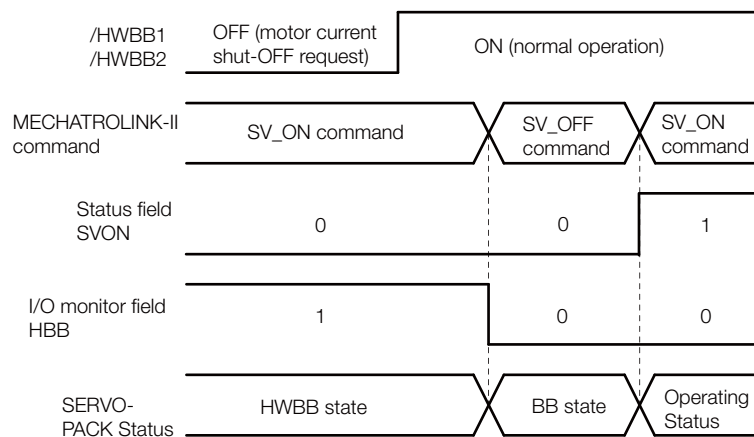 /HWBB1
/HWBB2
OFF (motor current
shut-OFF request)
ON (normal operation)
MECHATROLINK-II
command
SV_ON command
SV_OFF
command
SV_ON
command
Status field
SVON
0
0
1
I/O monitor field
HBB
1
0
0
SERVO-
PACK Status
HWBB state
BB state
Operating
Status